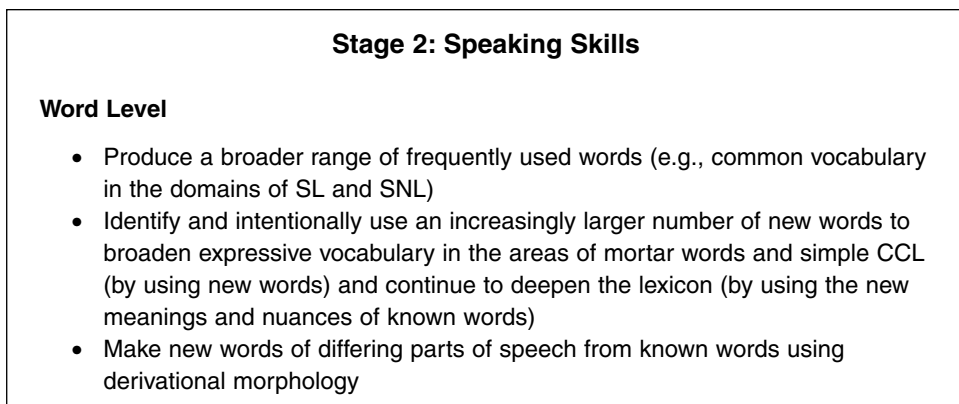 Stage 2: Speaking Skills
Word Level
• Produce a broader range of frequently used words (e.g., common vocabulary
in the domains of SL and SNL)
• Identify and intentionally use an increasingly larger number of new words to
broaden expressive vocabulary in the areas of mortar words and simple CCL
(by using new words) and continue to deepen the lexicon (by using the new
meanings and nuances of known words)
• Make new words of differing parts of speech from known words using
derivational morphology